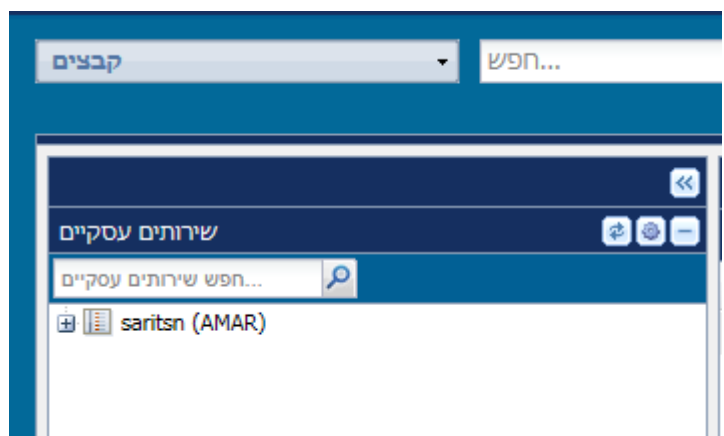 קבצים
חפש...
שירותים עסקיים
חפש שירותים עסקיים...
saritsn (AMAR)